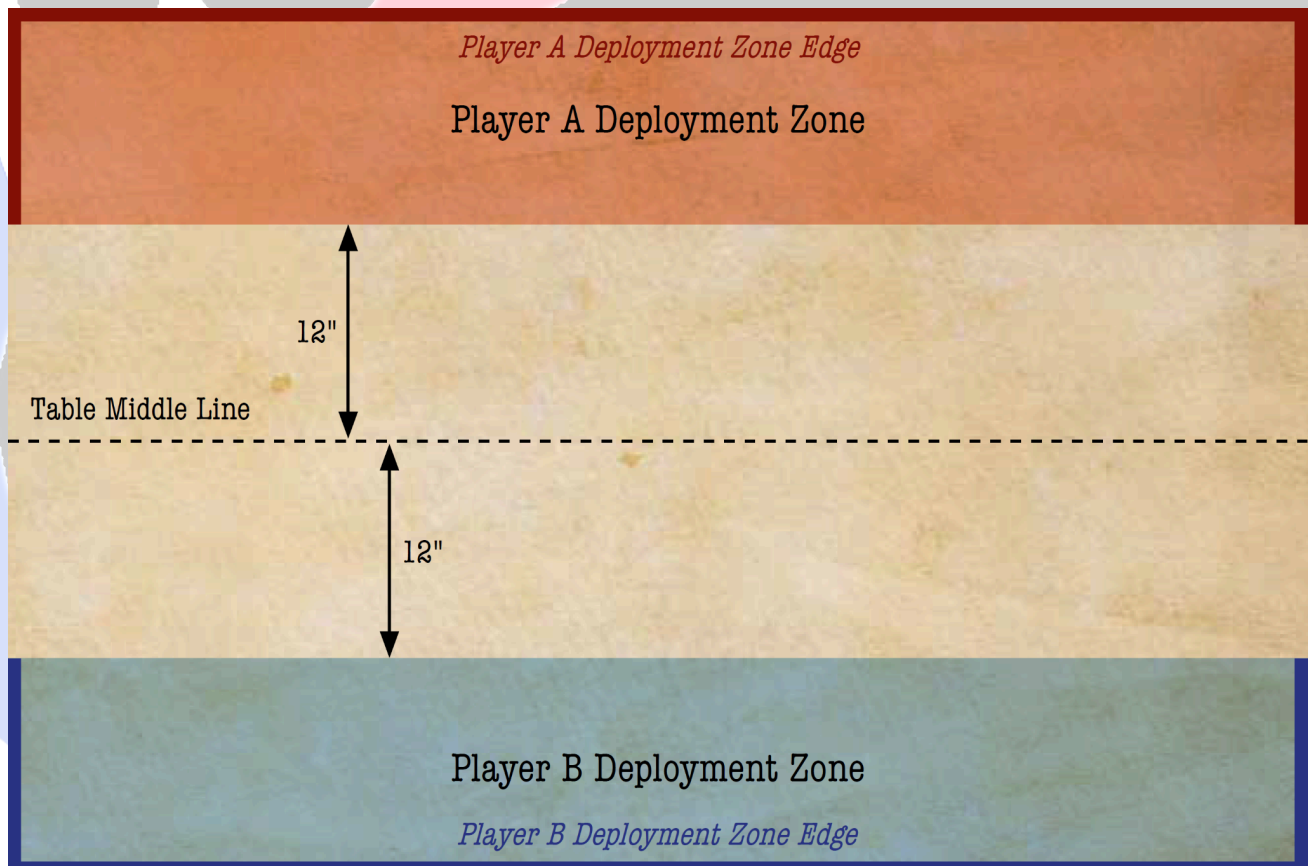 Player A Deployment Zone Edge
Player A Deployment Zone
12"
Table Middle Line
12"
Player B Deployment Zone
Player B Deployment Zone Edge